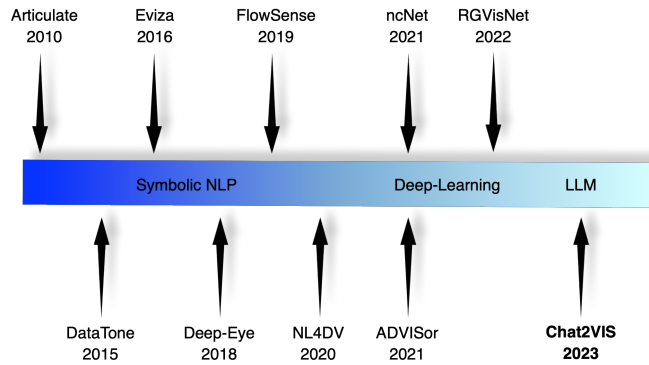 Articulate
2010
Eviza
2016
FlowSense
2019
ncNet
2021
RGVisNet
2022
Symbolic NLP
Deep-Learning
LLM
DataTone
2015
Deep-Eye
2018
NL4DV
2020
ADVISor
2021
Chat2VIS
2023